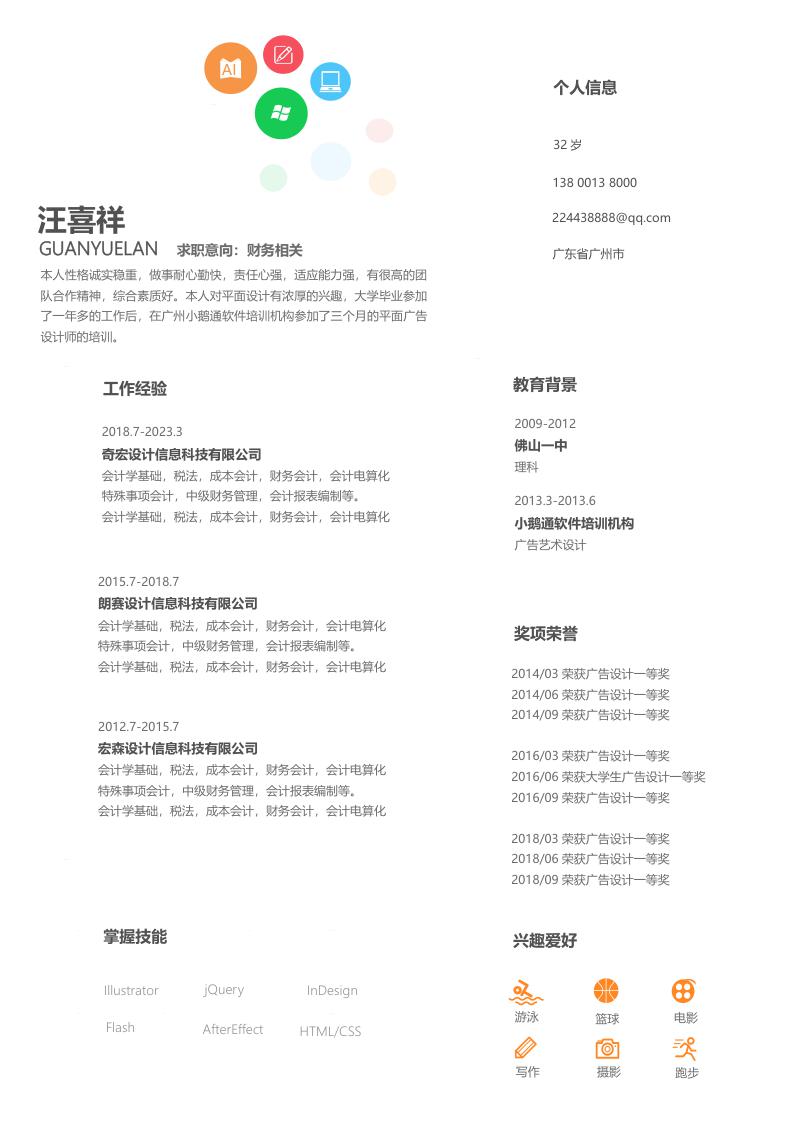 AI
汪喜祥
GUANYUELAN 求职意向：财务相关
本人性格诚实稳重，做事耐心勤快，责任心强，适应能力强，有很高的团
队合作精神，综合素质好。本人对平面设计有浓厚的兴趣，大学毕业参加
了一年多的工作后，在广州小鹅通软件培训机构参加了三个月的平面广告
设计师的培训。
个人信息
32 岁
138 0013 8000
224438888@qq.com
广东省广州市
工作经验
2018.7-2023.3
奇宏设计信息科技有限公司
会计学基础，税法，成本会计，财务会计，会计电算化
特殊事项会计，中级财务管理，会计报表编制等。
会计学基础，税法，成本会计，财务会计，会计电算化
2015.7-2018.7
朗赛设计信息科技有限公司
会计学基础，税法，成本会计，财务会计，会计电算化
特殊事项会计，中级财务管理，会计报表编制等。
会计学基础，税法，成本会计，财务会计，会计电算化
2012.7-2015.7
宏森设计信息科技有限公司
会计学基础，税法，成本会计，财务会计，会计电算化
特殊事项会计，中级财务管理，会计报表编制等。
会计学基础，税法，成本会计，财务会计，会计电算化
教育背景
2009-2012
佛山一中
理科
2013.3-2013.6
小鹅通软件培训机构
广告艺术设计
奖项荣誉
2014/03 荣获广告设计一等奖
2014/06 荣获广告设计一等奖
2014/09 荣获广告设计一等奖
2016/03 荣获广告设计一等奖
2016/06 荣获大学生广告设计一等奖
2016/09 荣获广告设计一等奖
2018/03 荣获广告设计一等奖
2018/06 荣获广告设计一等奖
2018/09 荣获广告设计一等奖
掌握技能
Illustrator jQuery InDesign
Flash AfterEffect HTML/CSS
兴趣爱好
游泳 篮球 电影
写作 摄影 跑步